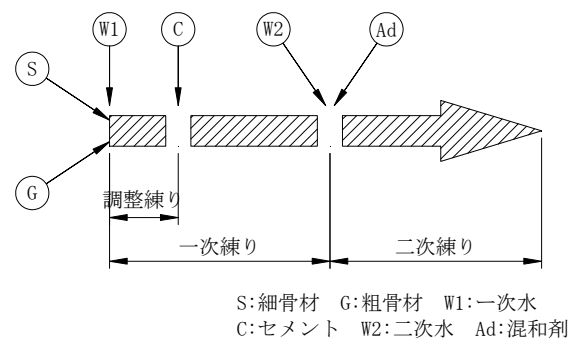 W1 C W2 Ad
S
G
調整練り
一次練り 二次練り
S:細骨材 G:粗骨材 W1:一次水
C:セメント W2:二次水 Ad:混和剤